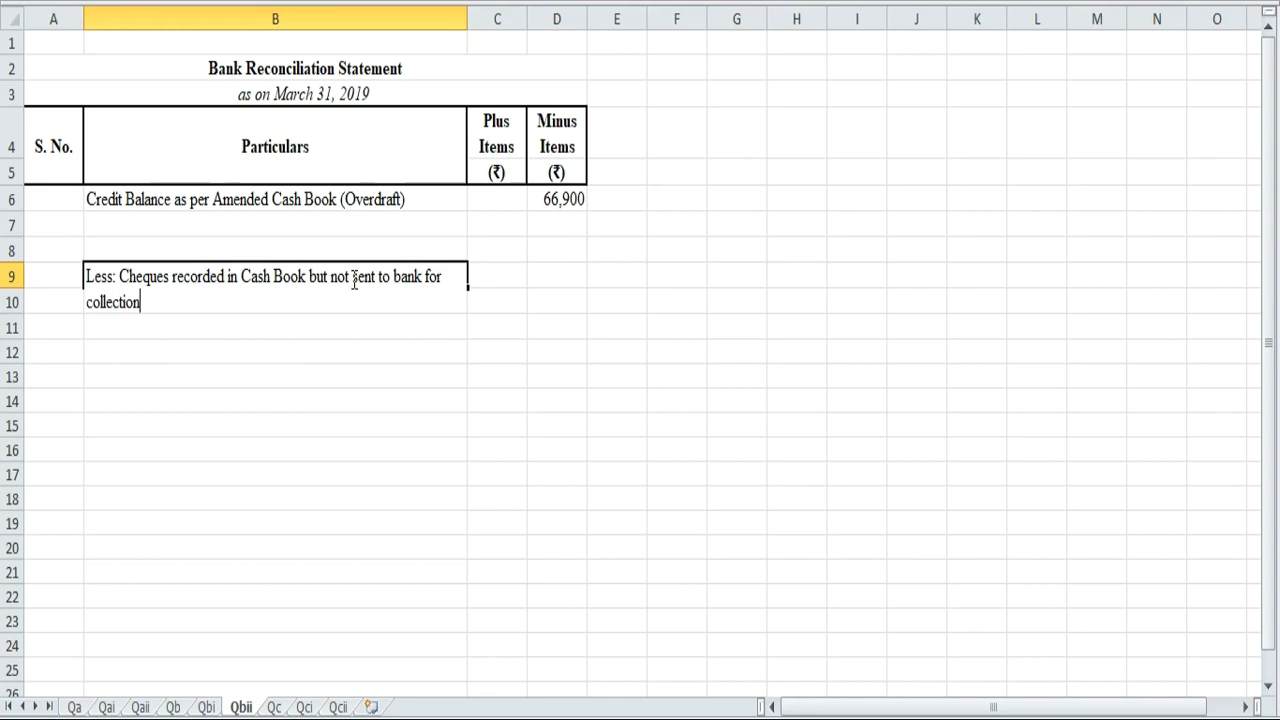 A B C D E F G H I J K L M N O
1
2 Bank Reconciliation Statement
3 as on March 31, 2019
Plus Minus
4 S. No. Particulars Items Items
5 (₹) (₹)
6 Credit Balance as per Amended Cash Book (Overdraft) 66,900
7
8
9 Less: Cheques recorded in Cash Book but not sent to bank for
10 collection
11
12
13
14
15
16
17
18
19
20
21
22
23
24
25
26
Qa Qai Qaii Qb Qbi Qbii Qc Qci Qcii